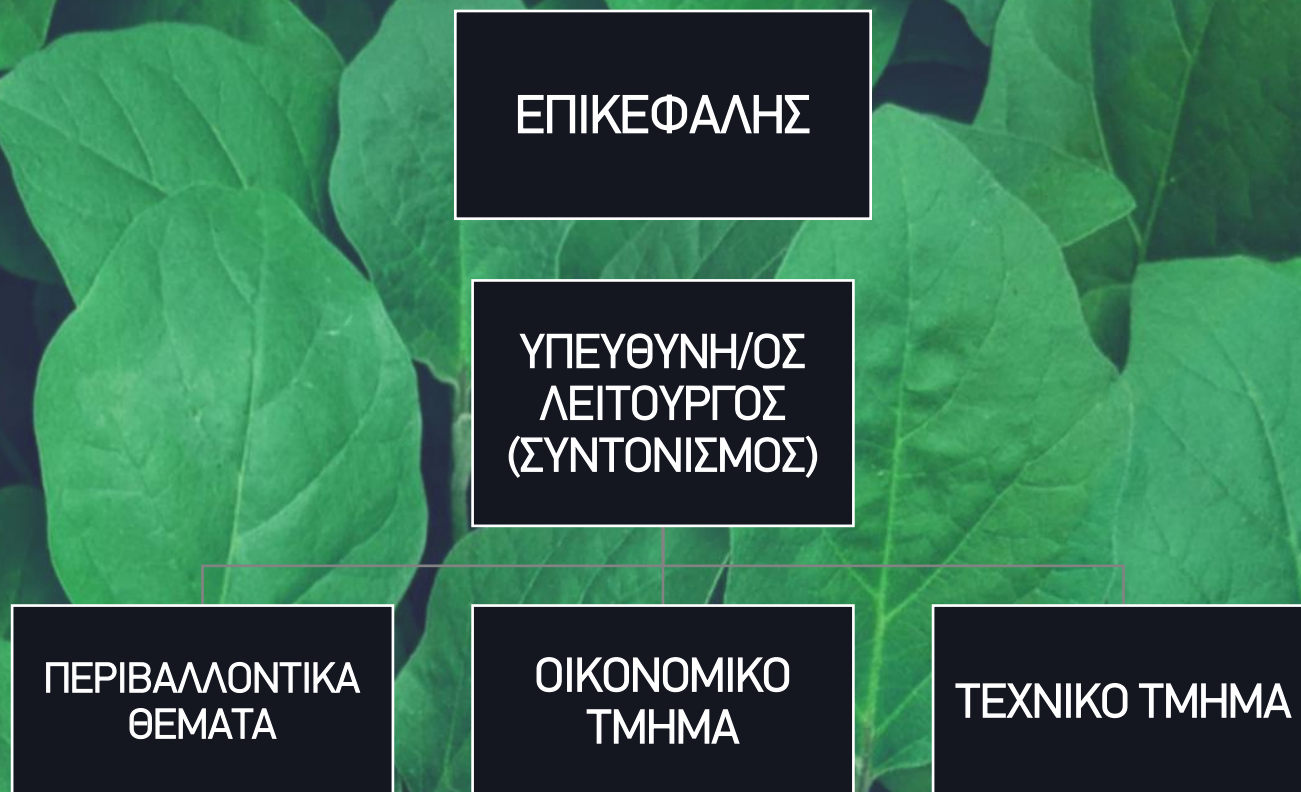 ΕΠΙΚΕΦΑΛΗΣ
ΥΠΕΥΘΥΝΗ/ΟΣ
ΛΕΙΤΟΥΡΓΟΣ
(ΣΥΝΤΟΝΙΣΜΟΣ)
ΠΕΡΙΒΑΛΛΟΝΤΙΚΑ
ΘΕΜΑΤΑ
ΟΙΚΟΝΟΜΙΚΟ
ΤΜΗΜΑ
ΤΕΧΝΙΚΟ ΤΜΗΜΑ